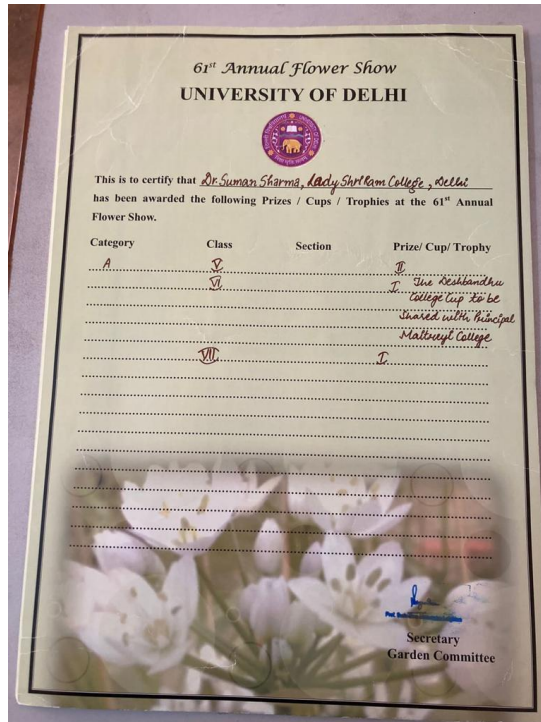 61st Annual Flower Show
UNIVERSITY OF DELHI
This is to certify that Dr. Suman Sharma, Lady Shri Ram College, Delhi
has been awarded the following Prizes / Cups / Trophies at the 61st Annual
Flower Show.
Category Class Section Prize/ Cup/ Trophy
A V II
VI I The Deshbandhu
College Cup to be
Shared with Principal
Maitreyi College
VII I
Secretary
Garden Committee